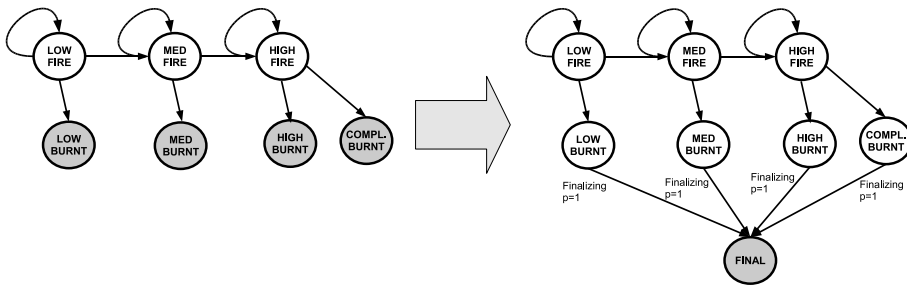 LOW
FIRE
MED
FIRE
HIGH
FIRE
LOW
BURNT
MED
BURNT
HIGH
BURNT
COMPL.
BURNT
LOW
FIRE
MED
FIRE
HIGH
FIRE
LOW
BURNT
MED
BURNT
HIGH
BURNT
COMPL.
BURNT
Finalizing
p=1
Finalizing
p=1
Finalizing
p=1
Finalizing
p=1
FINAL